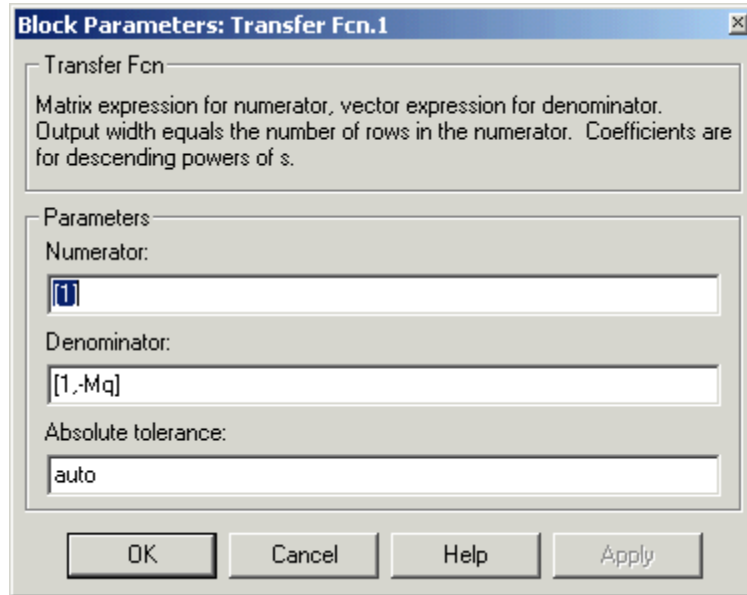 Block Parameters: Transfer Fcn.1
Transfer Fcn
Matrix expression for numerator, vector expression for denominator.
Output width equals the number of rows in the numerator.  Coefficients are
for descending powers of s.
Parameters
Numerator:
[1]
Denominator:
[1,-Mq]
Absolute tolerance:
auto
OK
Cancel
Help
Apply